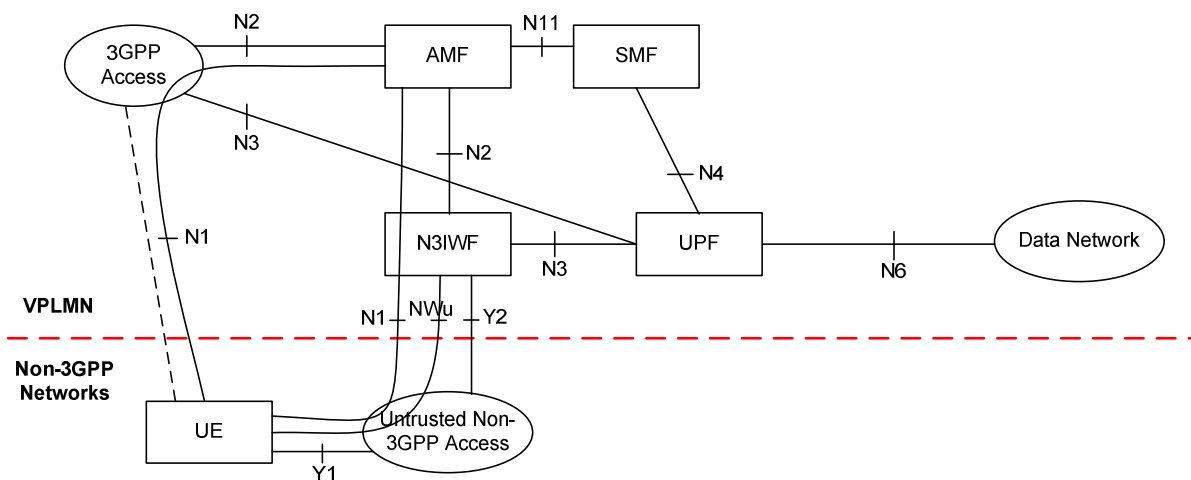 N2
N11
3GPP
Access
AMF
SMF
N3
N2
N4
N1
N3IWF
UPF
Data Network
N3
N6
VPLMN
N1
NWu
Y2
Non-3GPP
Networks
UE
Untrusted Non-
3GPP Access
Y1